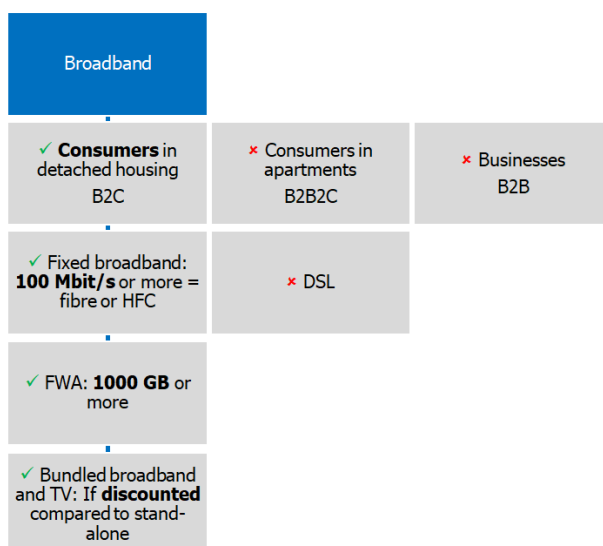 Broadband
✓ Consumers in
detached housing
B2C
✗ Consumers in
apartments
B2B2C
✗ Businesses
B2B
✓ Fixed broadband:
100 Mbit/s or more =
fibre or HFC
✗ DSL
✓ FWA: 1000 GB or
more
✓ Bundled broadband
and TV: If discounted
compared to stand-
alone